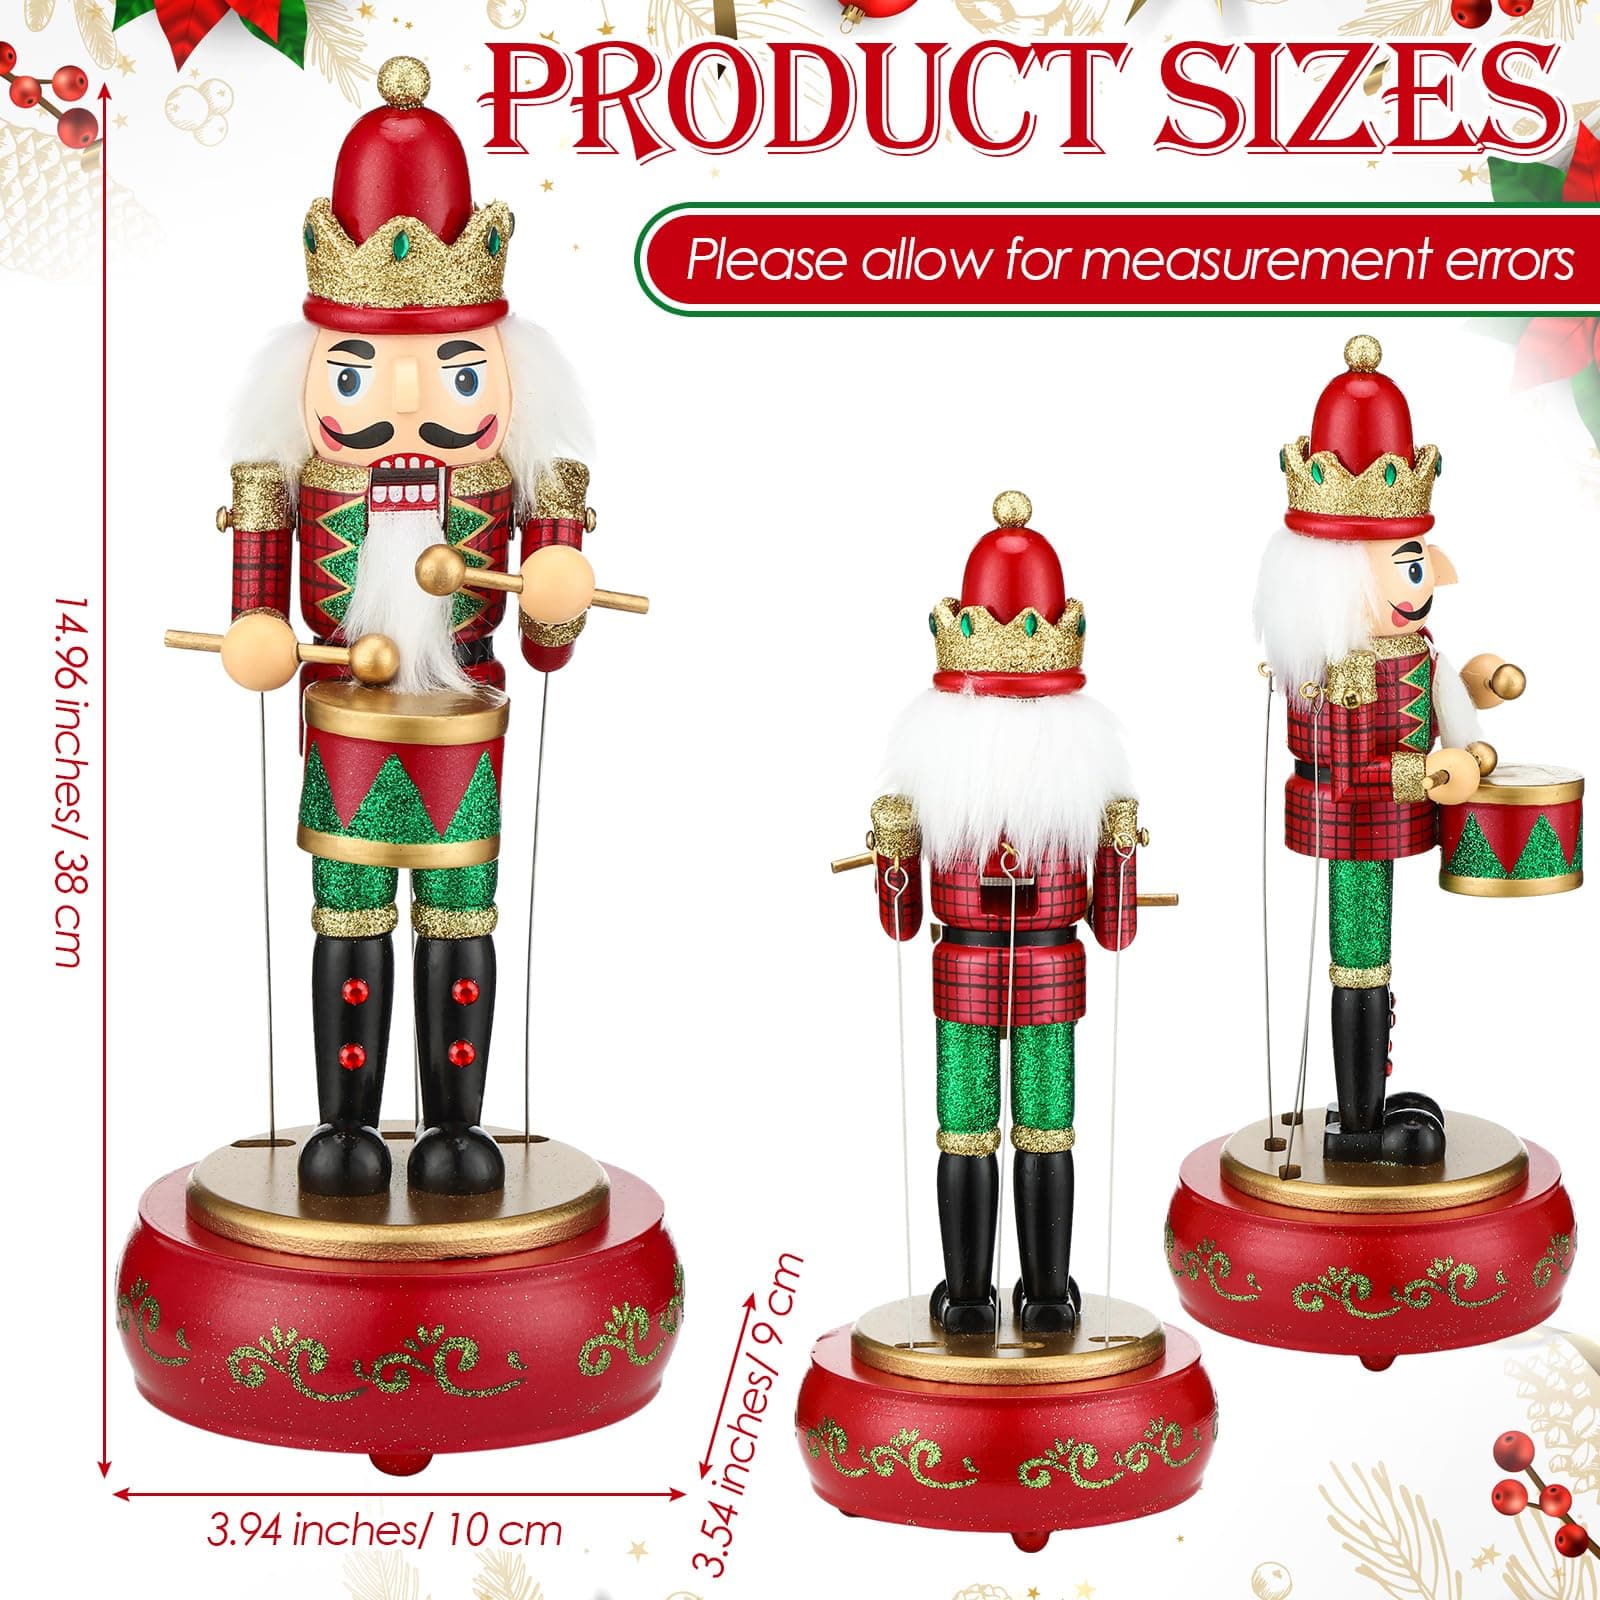 PRODUCT SIZES
Please allow for measurement errors
14.96 inches/ 38 cm
3.94 inches/ 10 cm
3.54 inches/ 9 cm